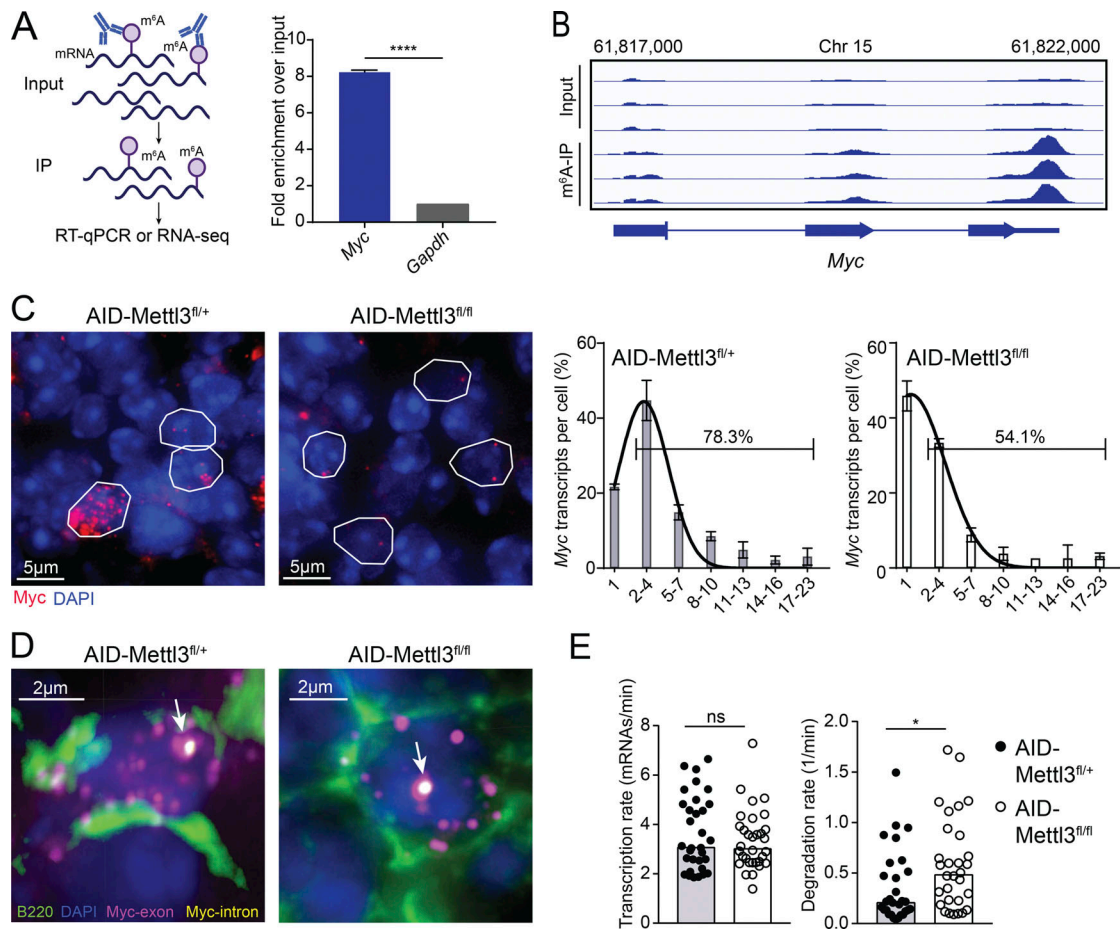 A
m6A
m6A
mRNA
Input
IP
m6A
m6A
RT-qPCR or RNA-seq
Fold enrichment over input
10
8
6
4
2
0
****
Myc
Gapdh
B
61,817,000 Chr 15 61,822,000
Input
m6A-IP
Myc
C
AID-Mettl3fl/+
AID-Mettl3fl/fl
5µm
5µm
Myc DAPI
Myc transcripts per cell (%)
60
40
20
0
AID-Mettl3fl/+
78.3%
1
2-4
5-7
8-10
11-13
14-16
17-23
Myc transcripts per cell (%)
60
40
20
0
AID-Mettl3fl/fl
54.1%
1
2-4
5-7
8-10
11-13
14-16
17-23
D
AID-Mettl3fl/+
AID-Mettl3fl/fl
2µm
2µm
B220 DAPI Myc-exon Myc-intron
E
Transcription rate (mRNAs/min)
8
6
4
2
0
ns
Degradation rate (1/min)
2.0
1.5
1.0
0.5
0.0
*
AID-
Mettl3fl/+
AID-
Mettl3fl/fl